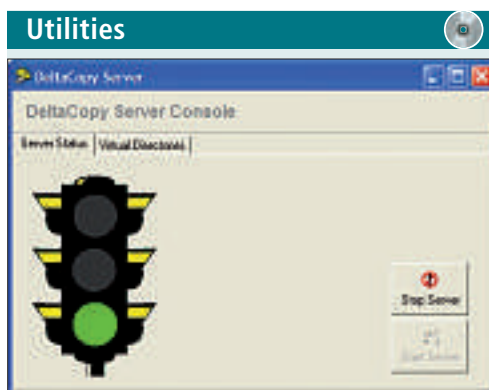 Utilities
DeltaCopy Server
DeltaCopy Server Console
Server Status
Virtual Directories
Stop Server
Start Server